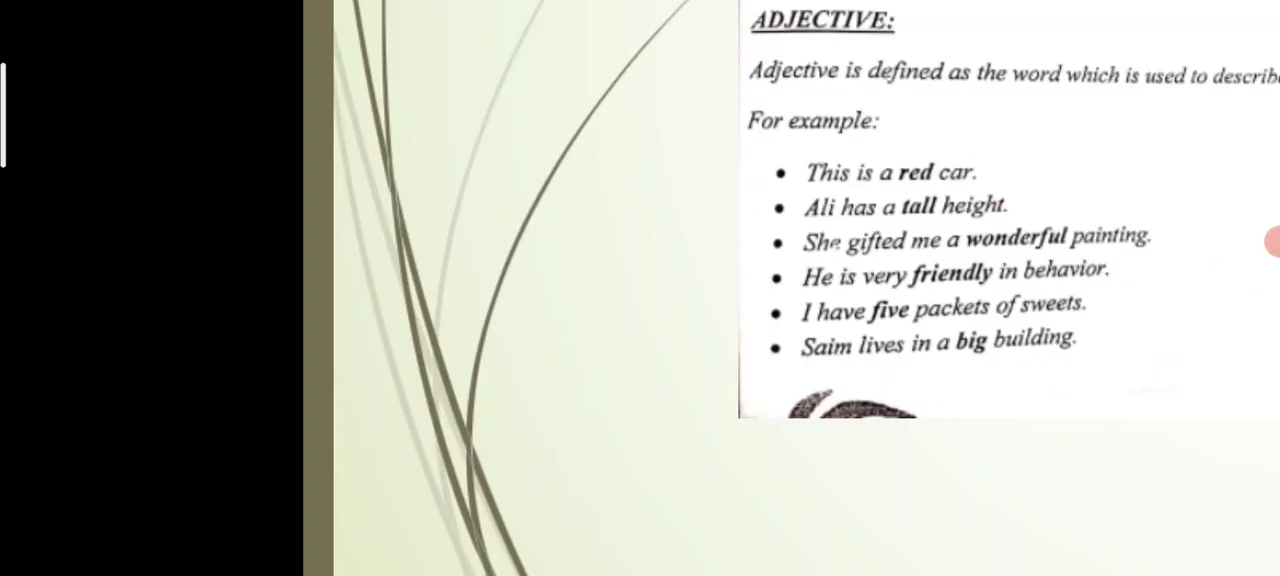 ADJECTIVE:
Adjective is defined as the word which is used to
For example:
• This is a red car.
• Ali has a tall height.
• She gifted me a wonderful painting.
• He is very friendly in behavior.
• I have five packets of sweets.
• Saim lives in a big building.